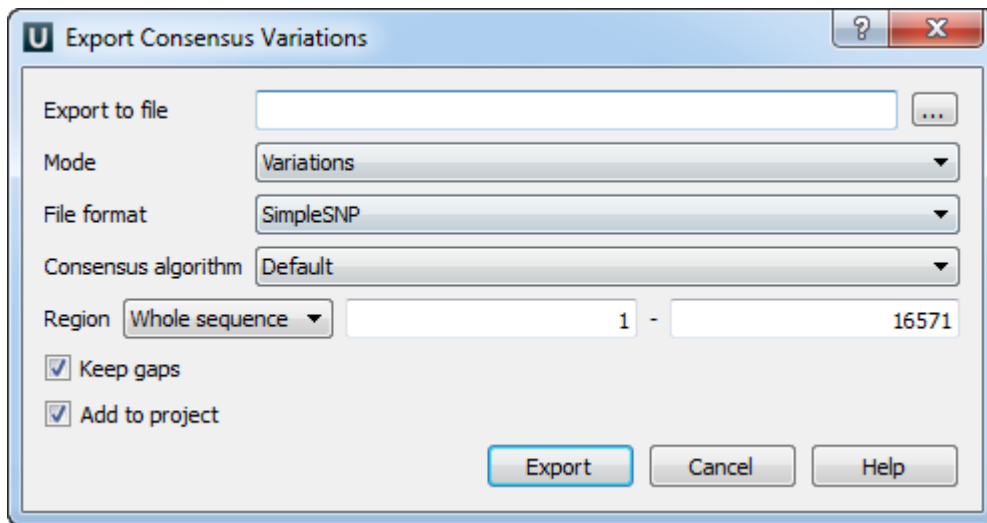 U Export Consensus Variations ?
Export to file ...
Mode Variations
File format SimpleSNP
Consensus algorithm Default
Region Whole sequence 1 - 16571
Keep gaps
Add to project
Export Cancel Help